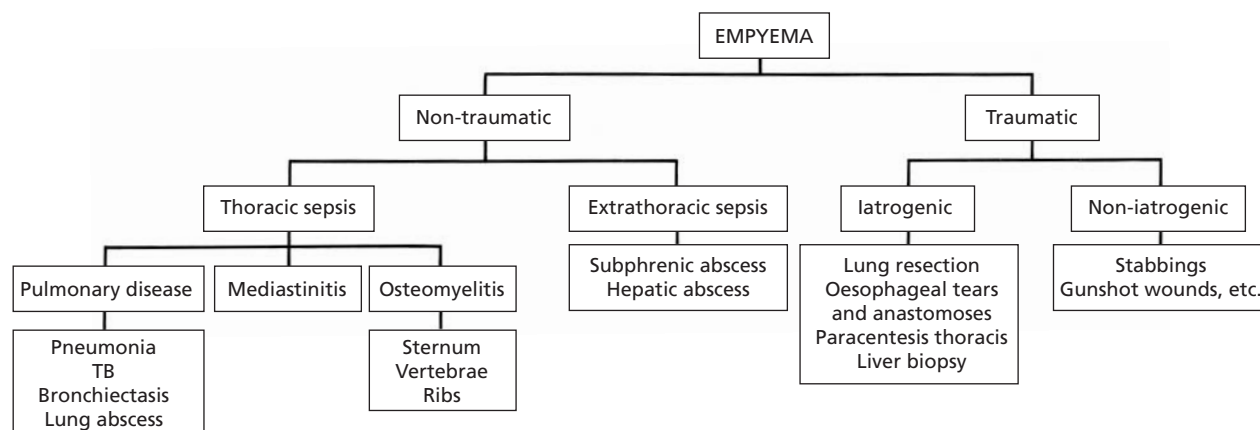 EMPYEMA
Non-traumatic
Traumatic
Thoracic sepsis
Extrathoracic sepsis
Iatrogenic
Non-iatrogenic
Pulmonary disease
Mediastinitis
Osteomyelitis
Subphrenic abscess
Hepatic abscess
Lung resection
Oesophageal tears
and anastomoses
Paracentesis thoracis
Liver biopsy
Stabbings
Gunshot wounds, etc.
Pneumonia
TB
Bronchiectasis
Lung abscess
Sternum
Vertebrae
Ribs